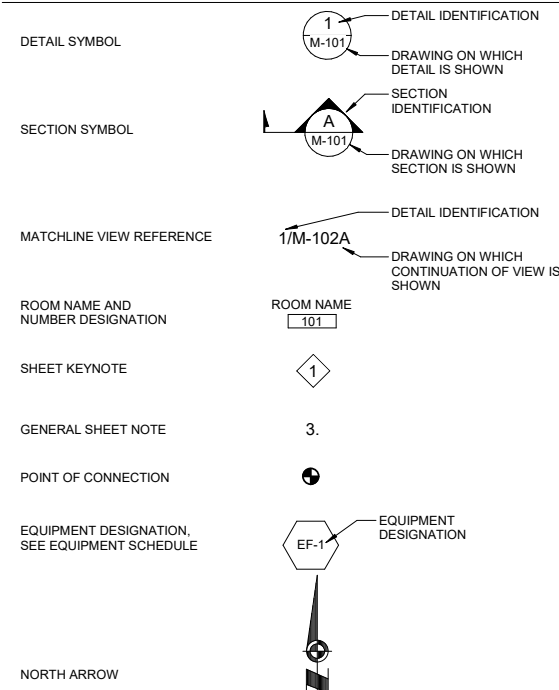 DETAIL SYMBOL
1
M-101
DETAIL IDENTIFICATION
DRAWING ON WHICH
DETAIL IS SHOWN
SECTION SYMBOL
A
M-101
SECTION
IDENTIFICATION
DRAWING ON WHICH
SECTION IS SHOWN
MATCHLINE VIEW REFERENCE
1/M-102A
DETAIL IDENTIFICATION
DRAWING ON WHICH
CONTINUATION OF VIEW IS
SHOWN
ROOM NAME AND
NUMBER DESIGNATION
ROOM NAME
101
SHEET KEYNOTE
1
GENERAL SHEET NOTE
3.
POINT OF CONNECTION
EQUIPMENT DESIGNATION,
SEE EQUIPMENT SCHEDULE
EF-1
EQUIPMENT
DESIGNATION
NORTH ARROW